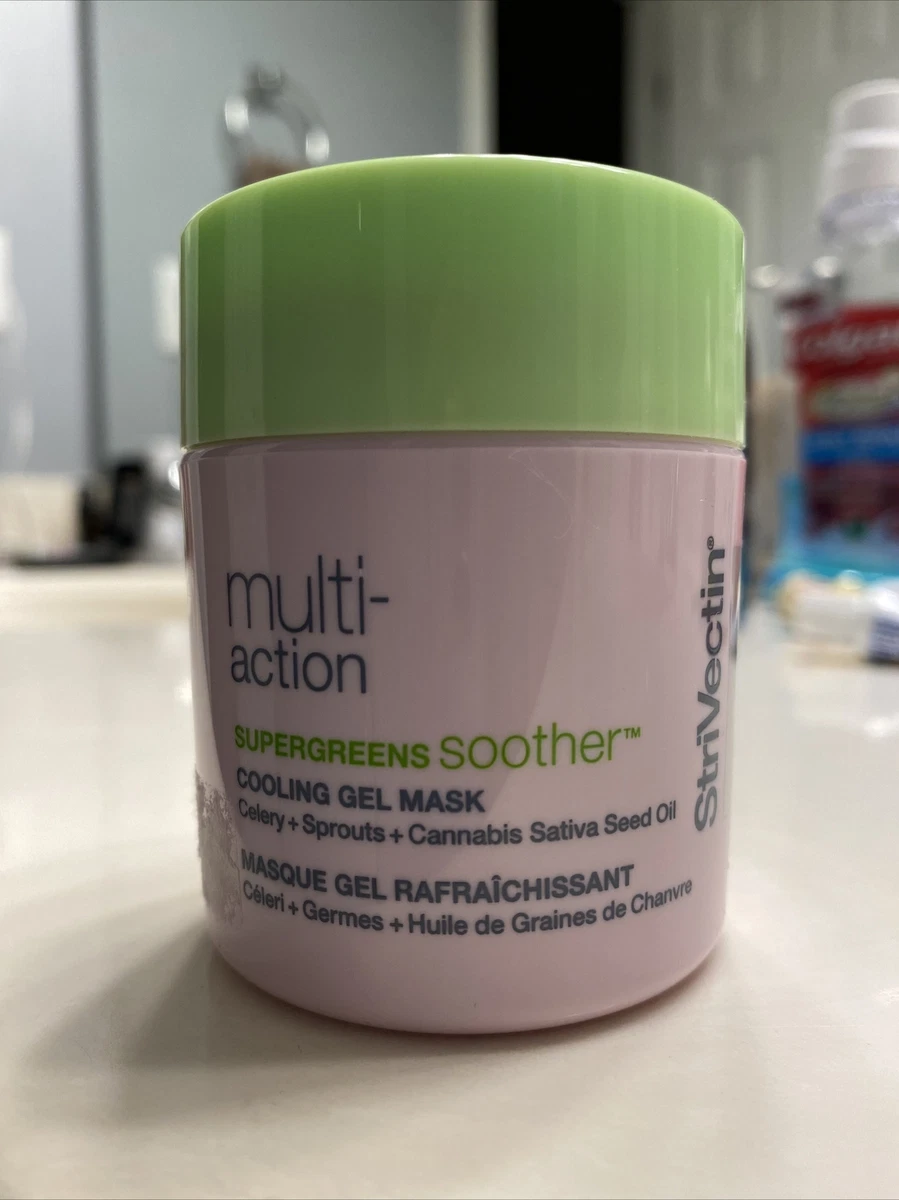 multi-
action
SUPERGREENS soother™
COOLING GEL MASK
Celery + Sprouts + Cannabis Sativa Seed Oil
MASQUE GEL RAFRAÎCHISSANT
Céleri + Germes + Huile de Graines de Chanvre
StriVectin®